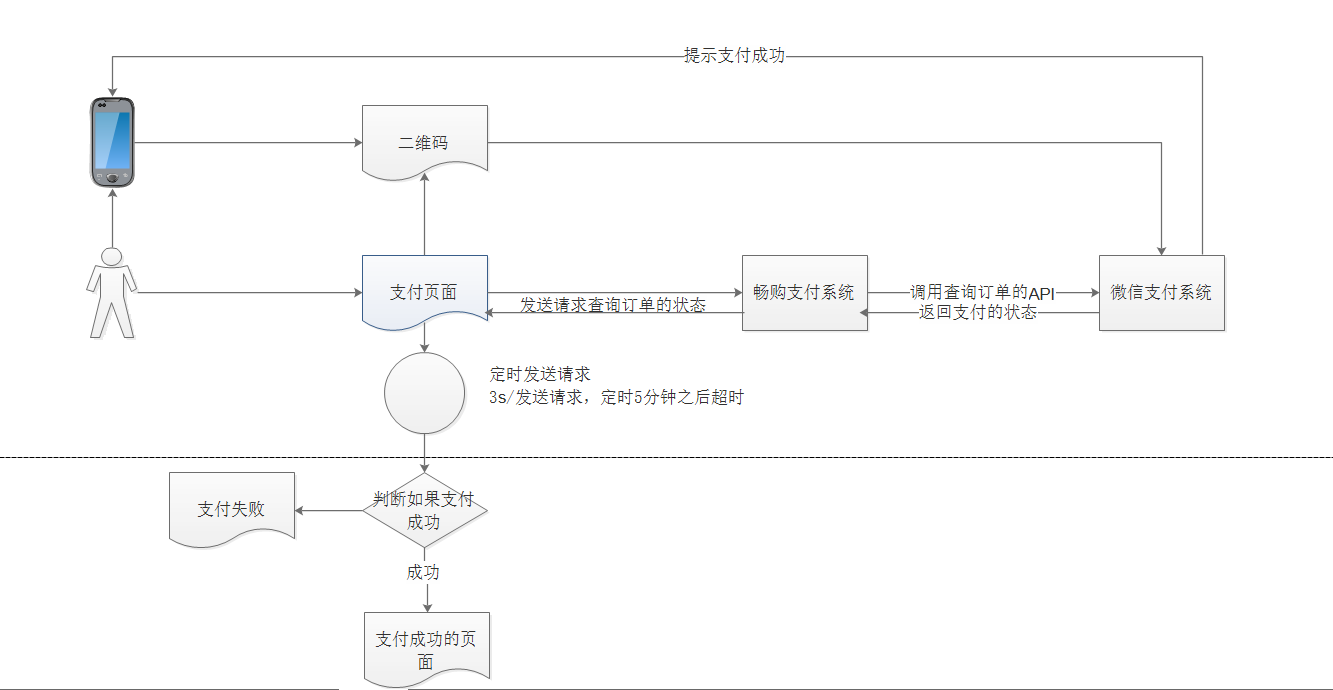 提示支付成功
二维码
支付页面
发送请求查询订单的状态
畅购支付系统
调用查询订单的API
返回支付的状态
微信支付系统
定时发送请求
3s/发送请求，定时5分钟之后超时
支付失败
判断如果支付
成功
成功
支付成功的页
面